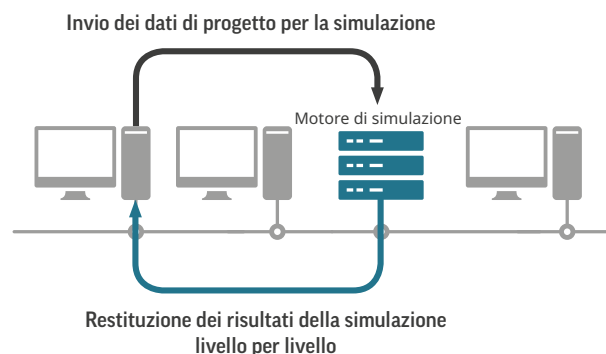 Invio dei dati di progetto per la simulazione
Motore di simulazione
Restituzione dei risultati della simulazione
livello per livello